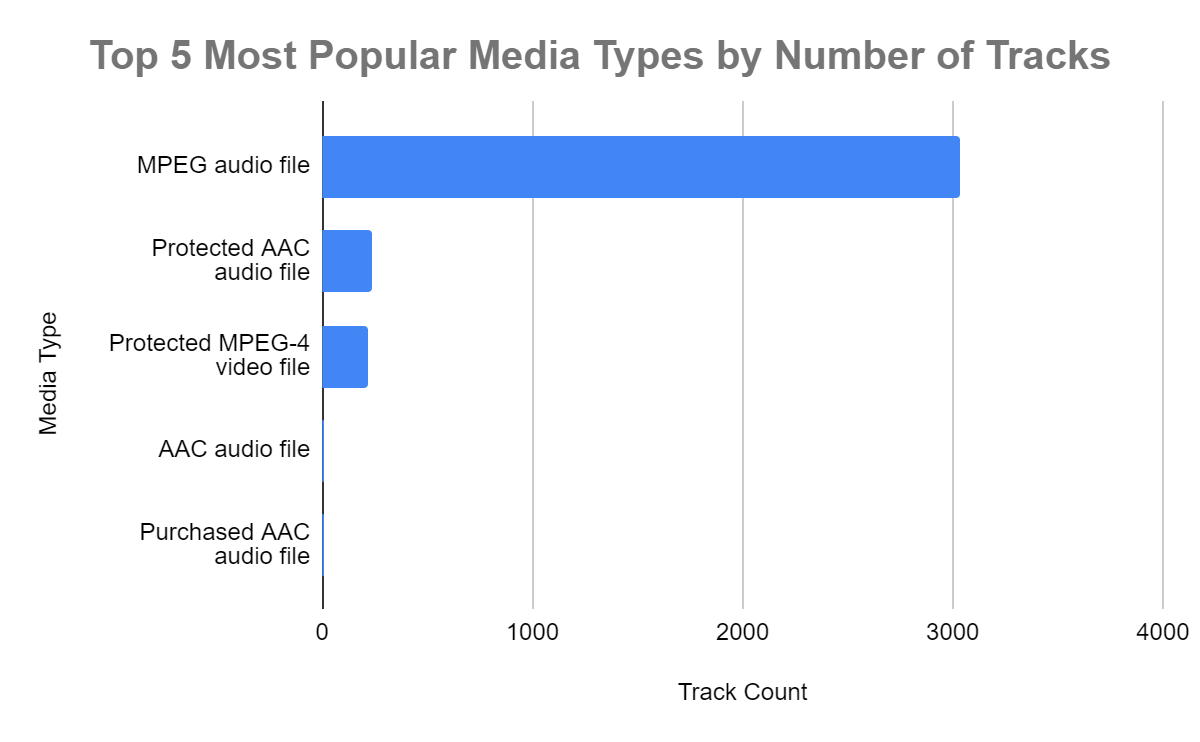 Top 5 Most Popular Media Types by Number of Tracks
Media Type
MPEG audio file
Protected AAC
audio file
Protected MPEG-4
video file
AAC audio file
Purchased AAC
audio file
0 1000 2000 3000 4000
Track Count